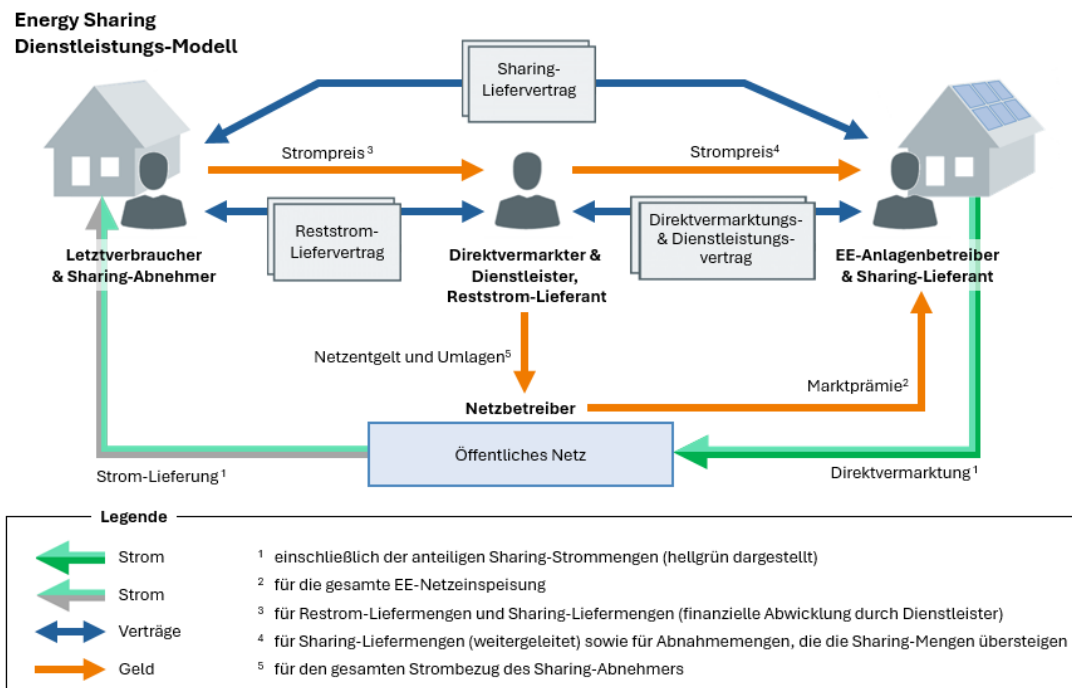 Energy Sharing
Dienstleistungs-Modell
Sharing-
Liefervertrag
Strompreis ³
Strompreis⁴
Reststrom-
Liefervertrag
Direktvermarktungs-
& Dienstleistungs-
vertrag
Letztverbraucher
& Sharing-Abnehmer
Direktvermarkter &
Dienstleister,
Reststrom-Lieferant
EE-Anlagenbetreiber
& Sharing-Lieferant
Netzentgelt und Umlagen⁵
Marktprämie²
Netzbetreiber
Öffentliches Netz
Strom-Lieferung ¹
Direktvermarktung ¹
Legende
Strom
Strom
Verträge
Geld
¹ einschließlich der anteiligen Sharing-Strommengen (hellgrün dargestellt)
² für die gesamte EE-Netzeinspeisung
³ für Restrom-Liefermengen und Sharing-Liefermengen (finanzielle Abwicklung durch Dienstleister)
⁴ für Sharing-Liefermengen (weitergeleitet) sowie für Abnahmemengen, die die Sharing-Mengen übersteigen
⁵ für den gesamten Strombezug des Sharing-Abnehmers